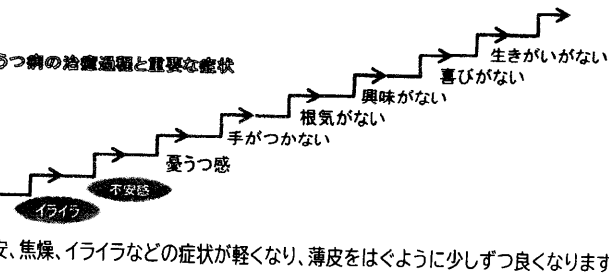 うつ病の治癒過程と重要な症状
生きがいがない
喜びがない
興味がない
根気がない
手がつかない
憂うつ感
不安感
イライラ
安、焦燥、イライラなどの症状が軽くなり、薄皮をはぐように少しずつ良くなります